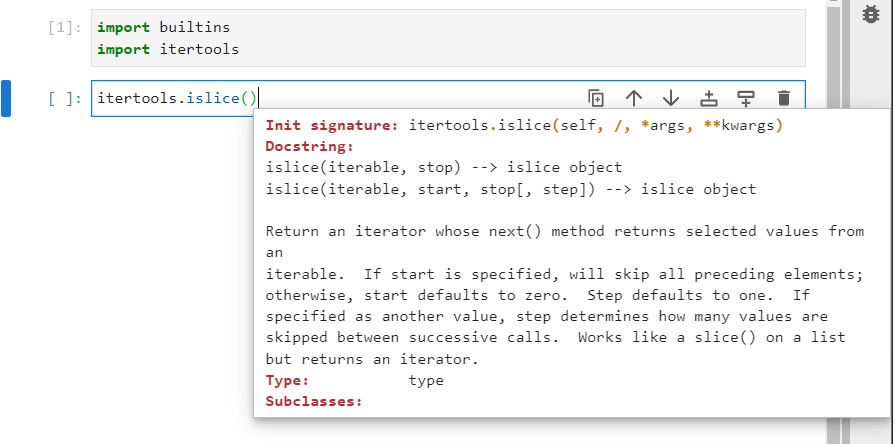 [1]: import builtins
import itertools
[ ]: itertools.islice()
Init signature: itertools.islice(self, /, *args, **kwargs)
Docstring:
islice(iterable, stop) --> islice object
islice(iterable, start, stop[, step]) --> islice object
Return an iterator whose next() method returns selected values from
an
iterable.  If start is specified, will skip all preceding elements;
otherwise, start defaults to zero.  Step defaults to one.  If
specified as another value, step determines how many values are
skipped between successive calls.  Works like a slice() on a list
but returns an iterator.
Type:           type
Subclasses: